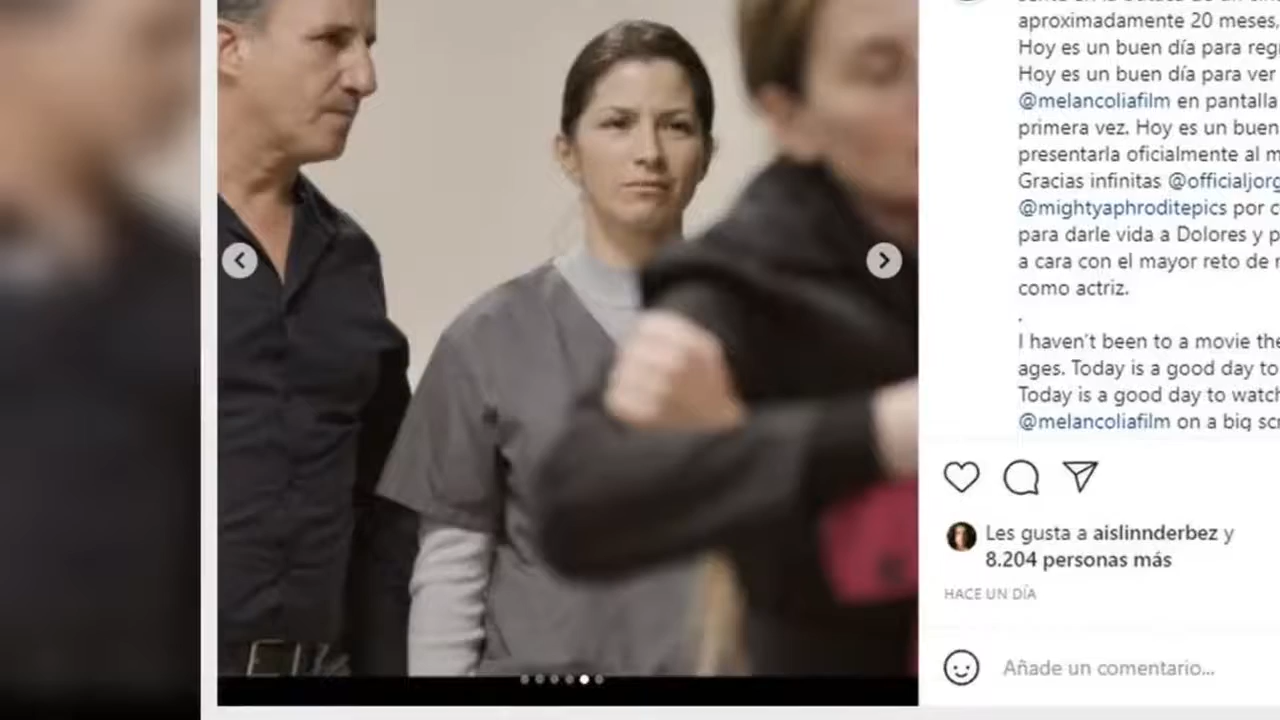 aproximadamente 20 meses,
Hoy es un buen día para reg
Hoy es un buen día para ver
@melancoliafilm en pantalla
primera vez. Hoy es un buen
presentarla oficialmente al m
Gracias infinitas @officialjorg
@mightyaphroditepics por c
para darle vida a Dolores y p
a cara con el mayor reto de r
como actriz.
.
I haven't been to a movie the
ages. Today is a good day to
Today is a good day to watch
@melancoliafilm on a big scr
Les gusta a aislinnderbez y
8.204 personas más
HACE UN DÍA
Añade un comentario...